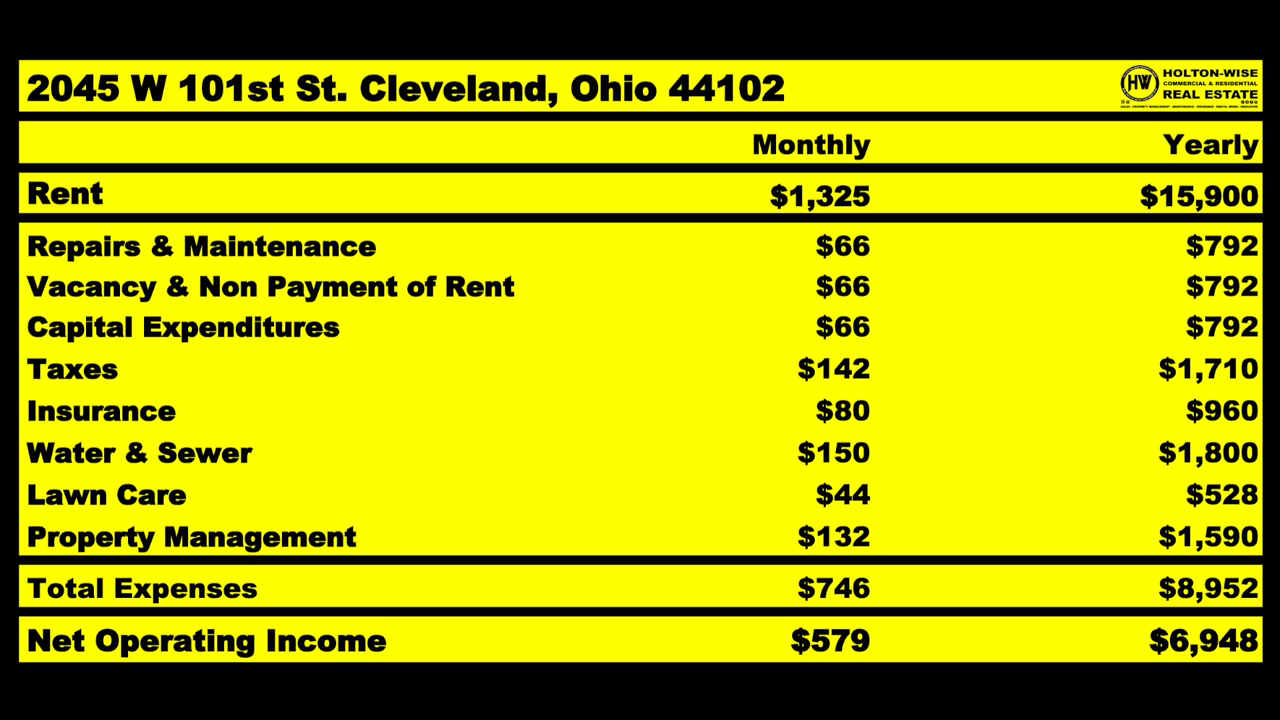 2045 W 101st St. Cleveland, Ohio 44102
HW
HOLTON-WISE
COMMERCIAL & RESIDENTIAL
REAL ESTATE
Monthly Yearly
Rent $1,325 $15,900
Repairs & Maintenance $66 $792
Vacancy & Non Payment of Rent $66 $792
Capital Expenditures $66 $792
Taxes $142 $1,710
Insurance $80 $960
Water & Sewer $150 $1,800
Lawn Care $44 $528
Property Management $132 $1,590
Total Expenses $746 $8,952
Net Operating Income $579 $6,948